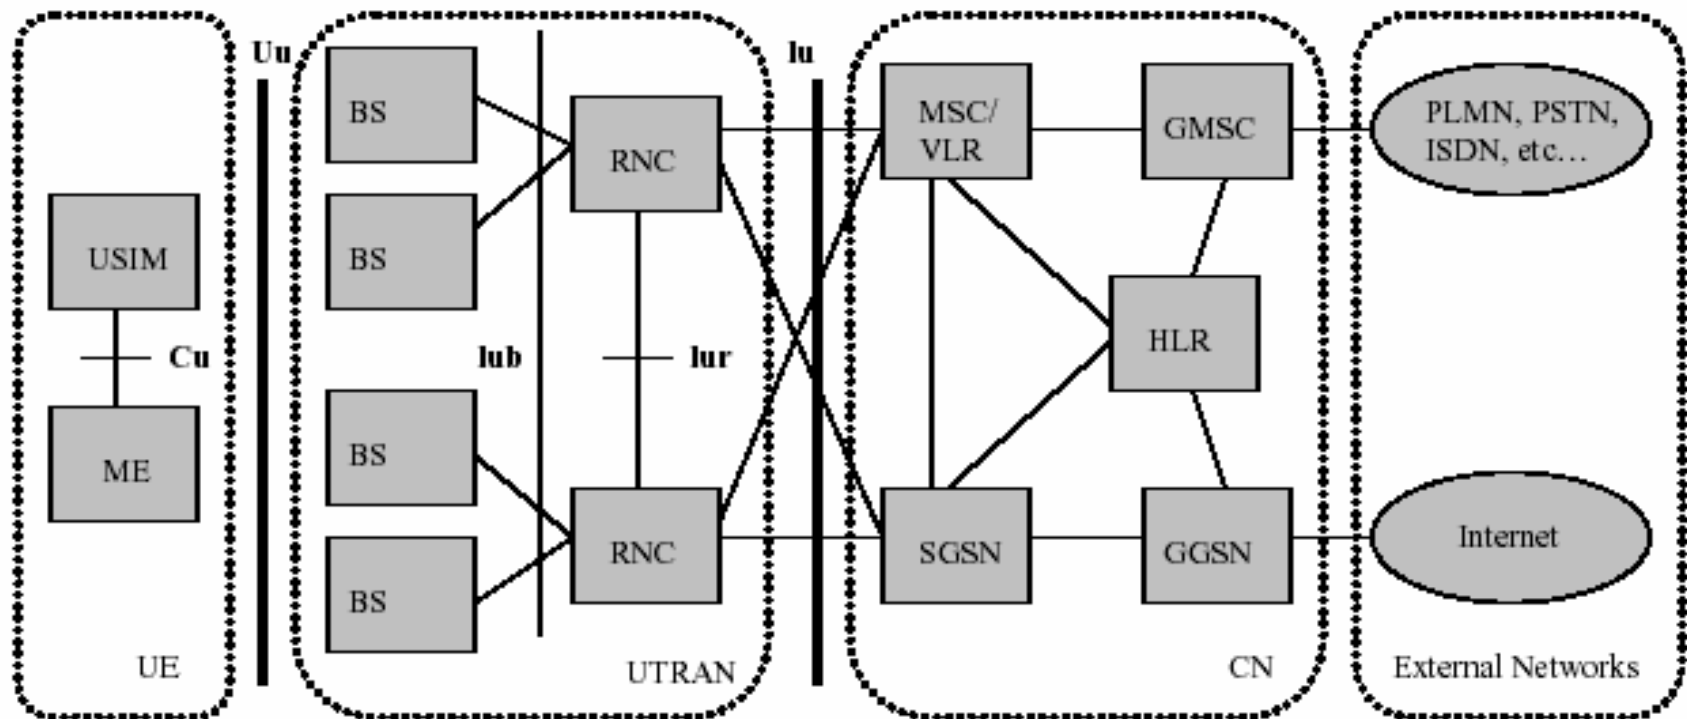 Uu
Iu
BS
BS
BS
BS
USIM
Cu
ME
UE
Iub
Iur
RNC
RNC
UTRAN
MSC/
VLR
GMSC
HLR
SGSN
GGSN
CN
PLMN, PSTN,
ISDN, etc...
Internet
External Networks